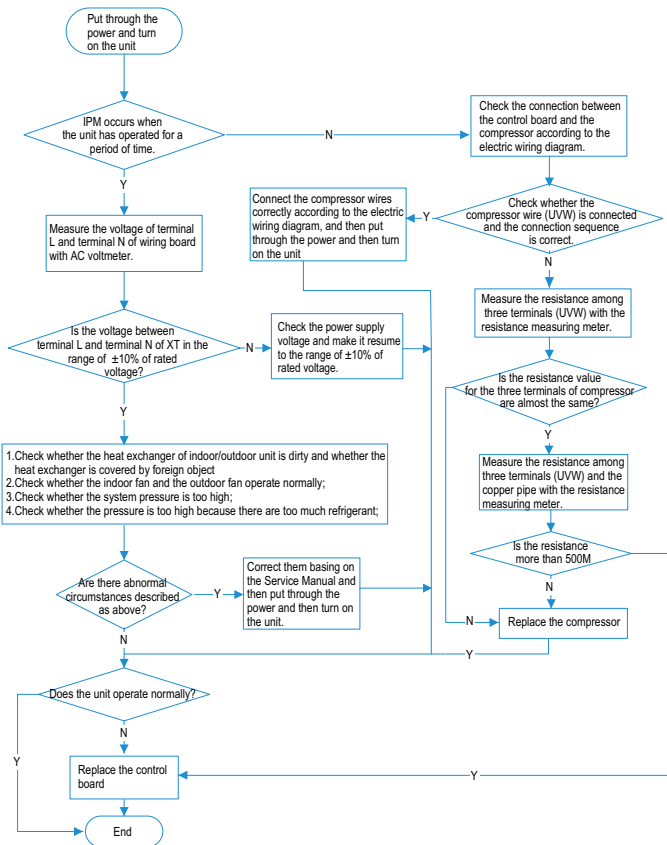 Put through the
power and turn
on the unit
IPM occurs when
the unit has operated for a
period of time.
N
Check the connection between
the control board and the
compressor according to the
electric wiring diagram.
Y
Measure the voltage of terminal
L and terminal N of wiring board
with AC voltmeter.
Connect the compressor wires
correctly according to the electric
wiring diagram, and then put
through the power and then turn
on the unit
Y
Check whether the
compressor wire (UVW) is connected
and the connection sequence
is correct.
N
Is the voltage between
terminal L and terminal N of XT in the
range of ±10% of rated
voltage?
N
Check the power supply
voltage and make it resume
to the range of ±10% of
rated voltage.
Measure the resistance among
three terminals (UVW) with the
resistance measuring meter.
Is the resistance value
for the three terminals of compressor
are almost the same?
Y
Y
1.Check whether the heat exchanger of indoor/outdoor unit is dirty and whether the
heat exchanger is covered by foreign object
2.Check whether the indoor fan and the outdoor fan operate normally;
3.Check whether the system pressure is too high;
4.Check whether the pressure is too high because there are too much refrigerant;
Measure the resistance among
three terminals (UVW) and the
copper pipe with the resistance
measuring meter.
Is the resistance
more than 500M
N
Are there abnormal
circumstances described
as above?
Y
Correct them basing on
the Service Manual and
then put through the
power and then turn on
the unit.
N
Replace the compressor
N
Y
Does the unit operate normally?
N
Y
Replace the control
board
Y
End